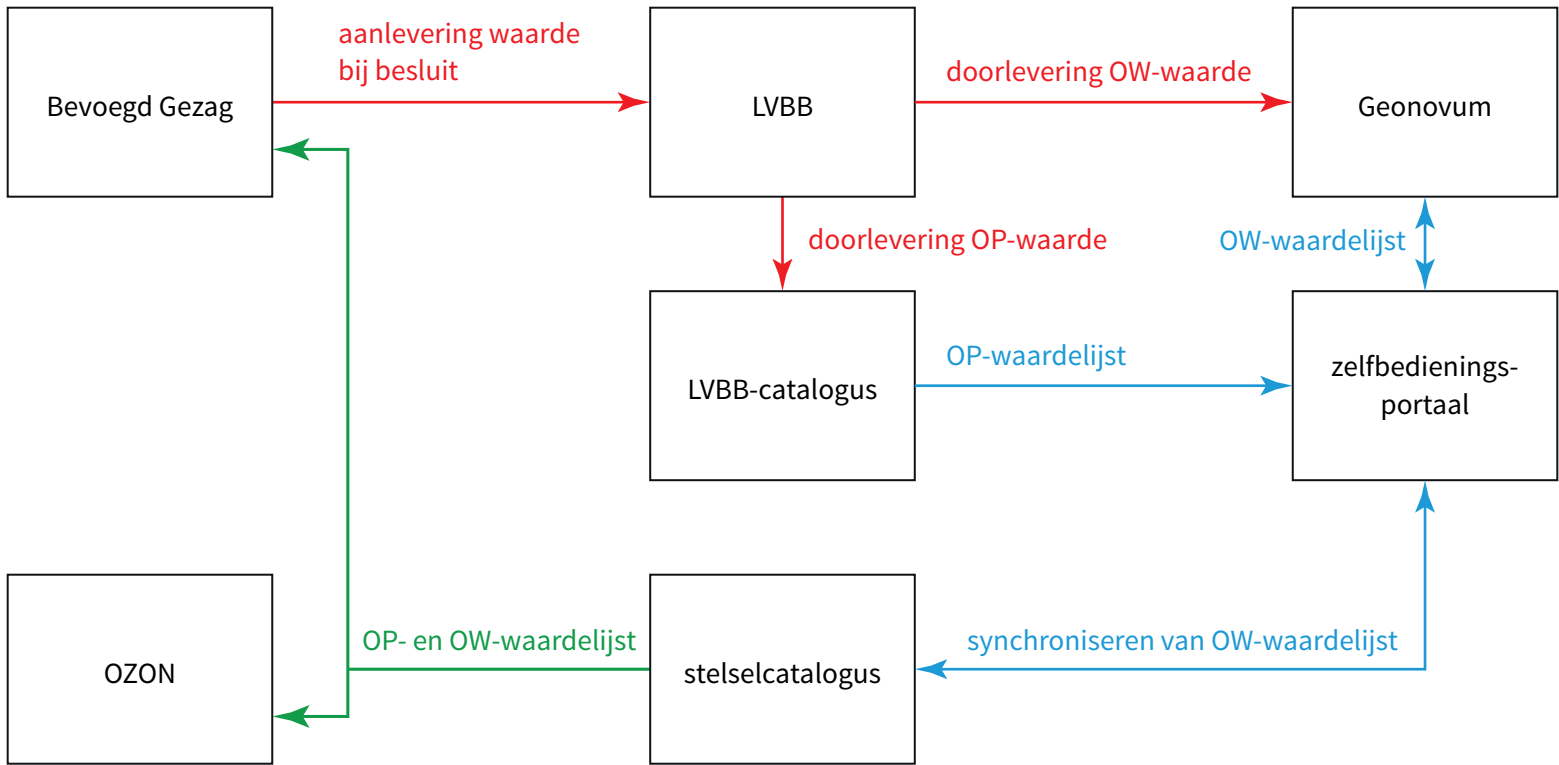 aanlevering waarde
bij besluit
doorlevering OW-waarde
Bevoegd Gezag
LVBB
Geonovum
doorlevering OP-waarde
OW-waardelijst
OP-waardelijst
LVBB-catalogus
zelfbedienings-
portaal
OP- en OW-waardelijst
synchroniseren van OW-waardelijst
OZON
stelselcatalogus